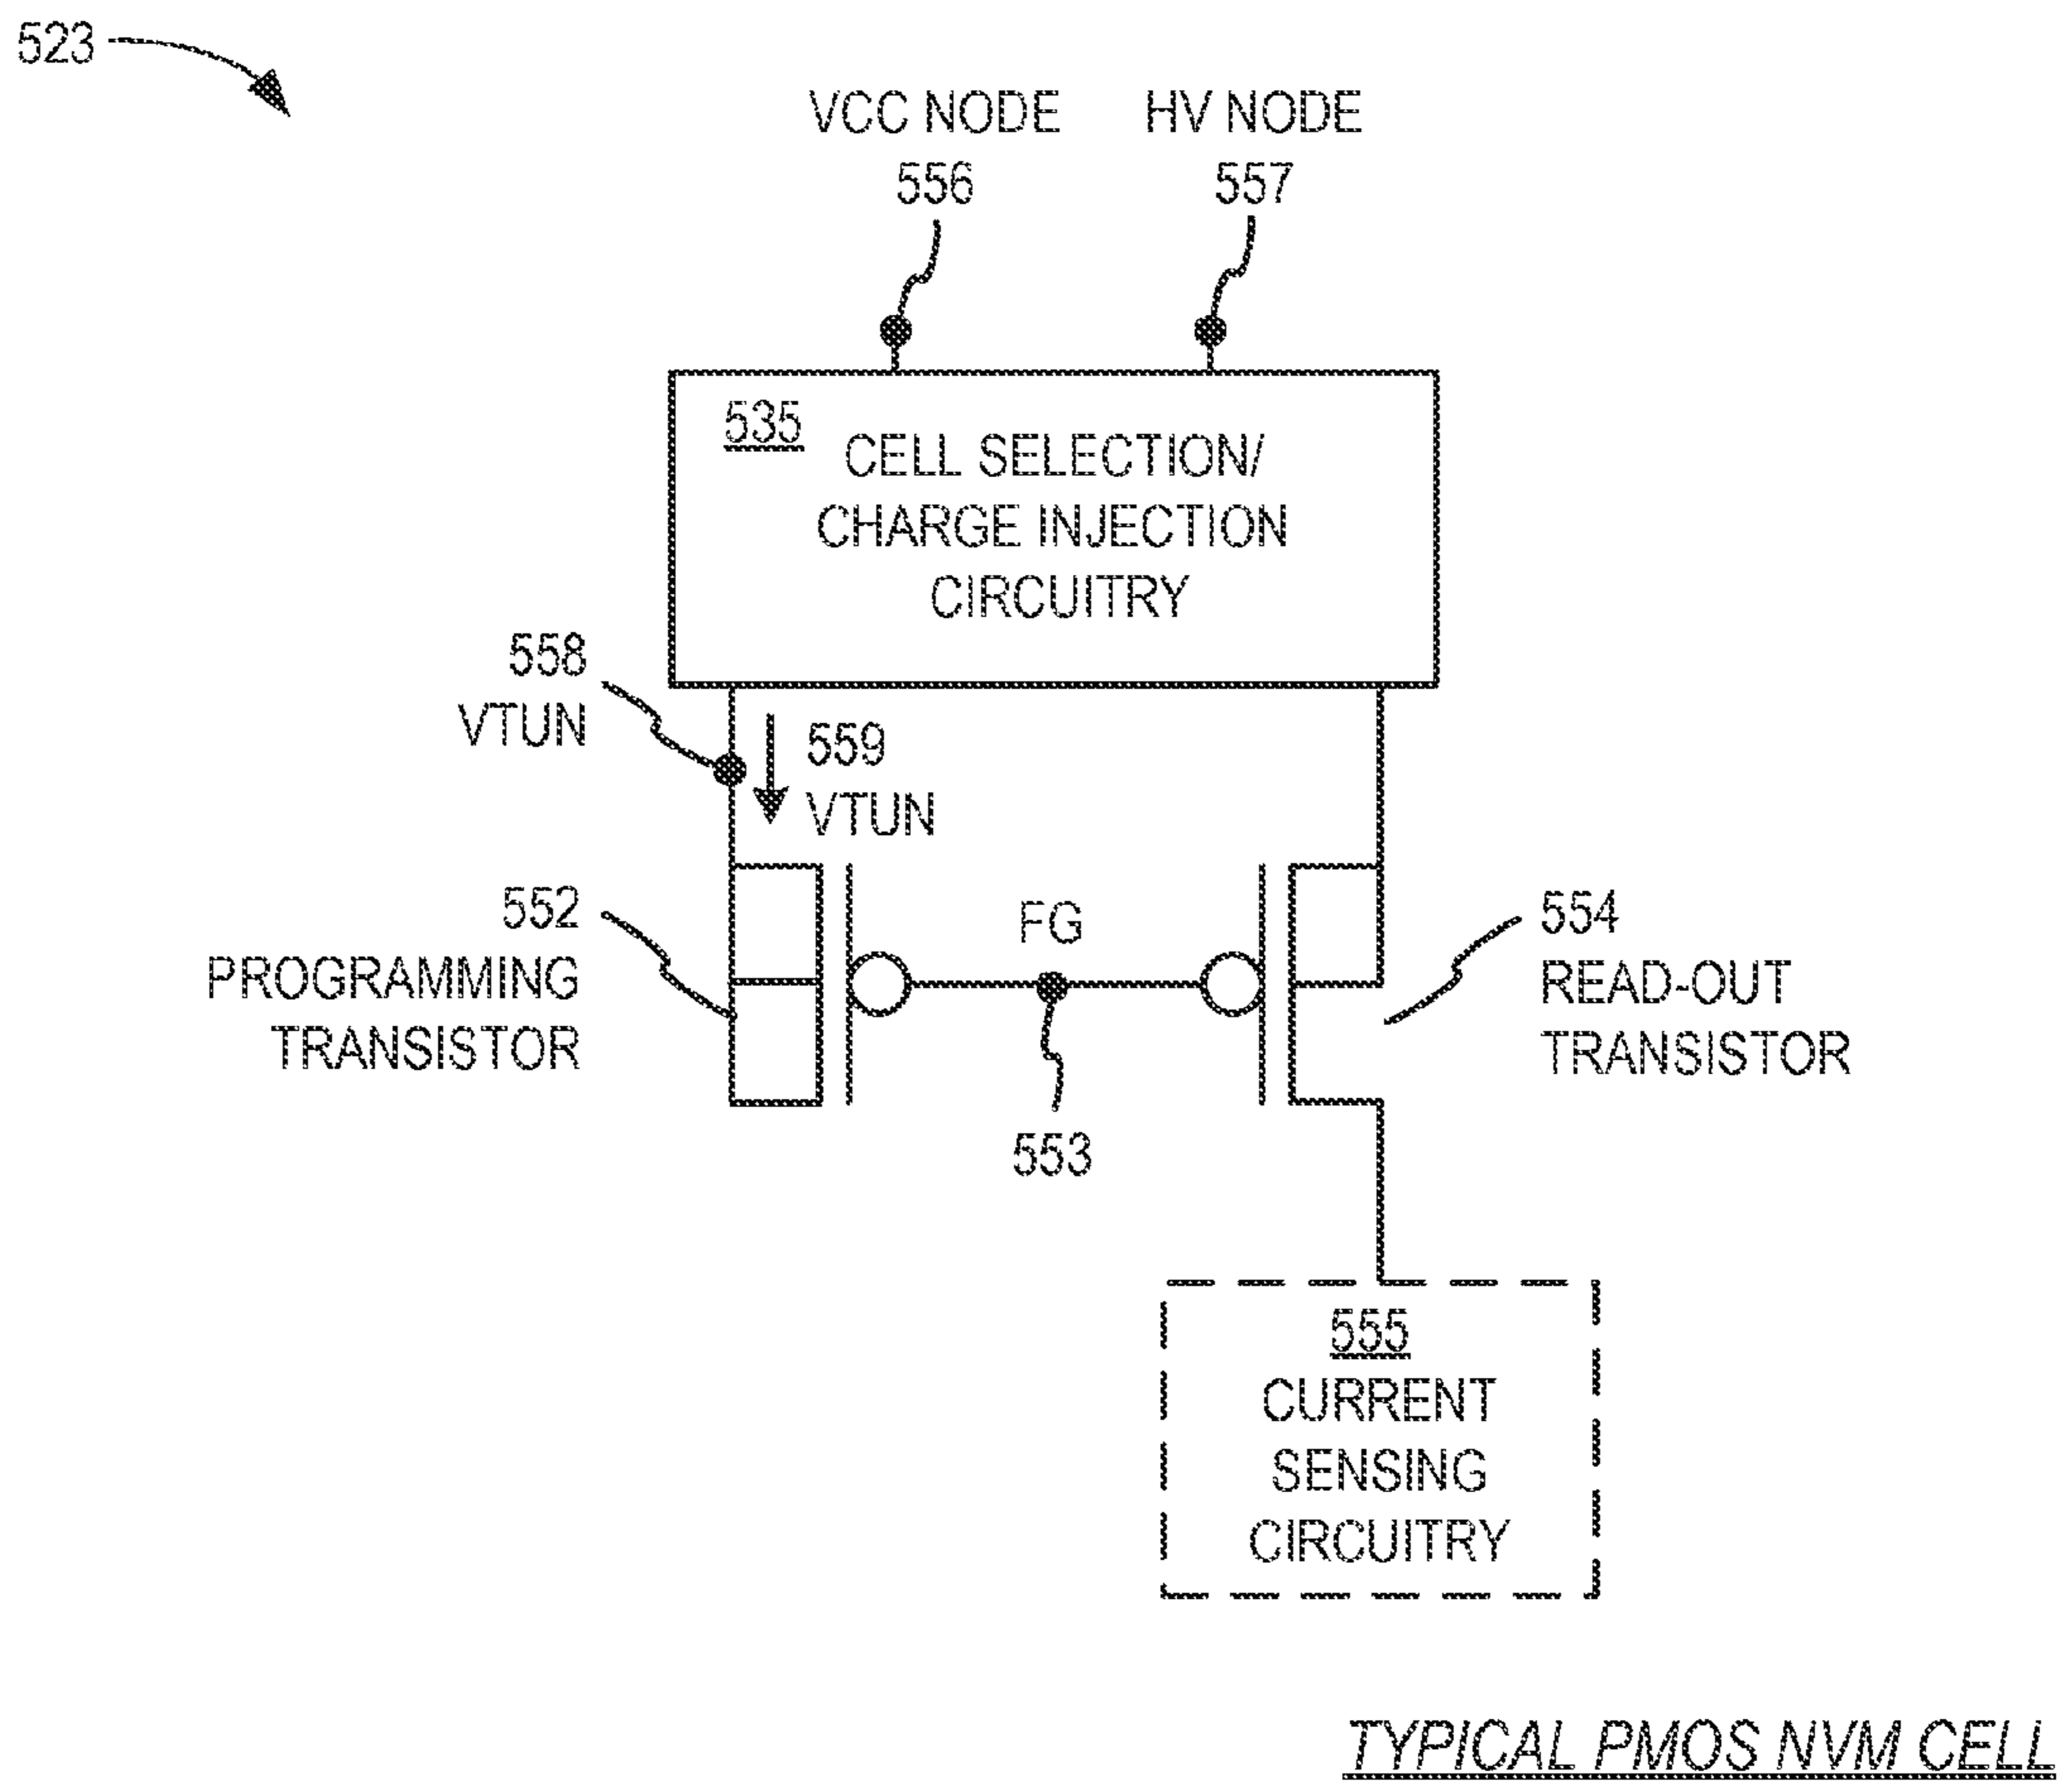 523
VCC NODE
556
HV NODE
557
535
CELL SELECTION/
CHARGE INJECTION
CIRCUITRY
558
VTUN
559
VTUN
552
PROGRAMMING
TRANSISTOR
FG
553
554
READ-OUT
TRANSISTOR
555
CURRENT
SENSING
CIRCUITRY
TYPICAL PMOS NVM CELL